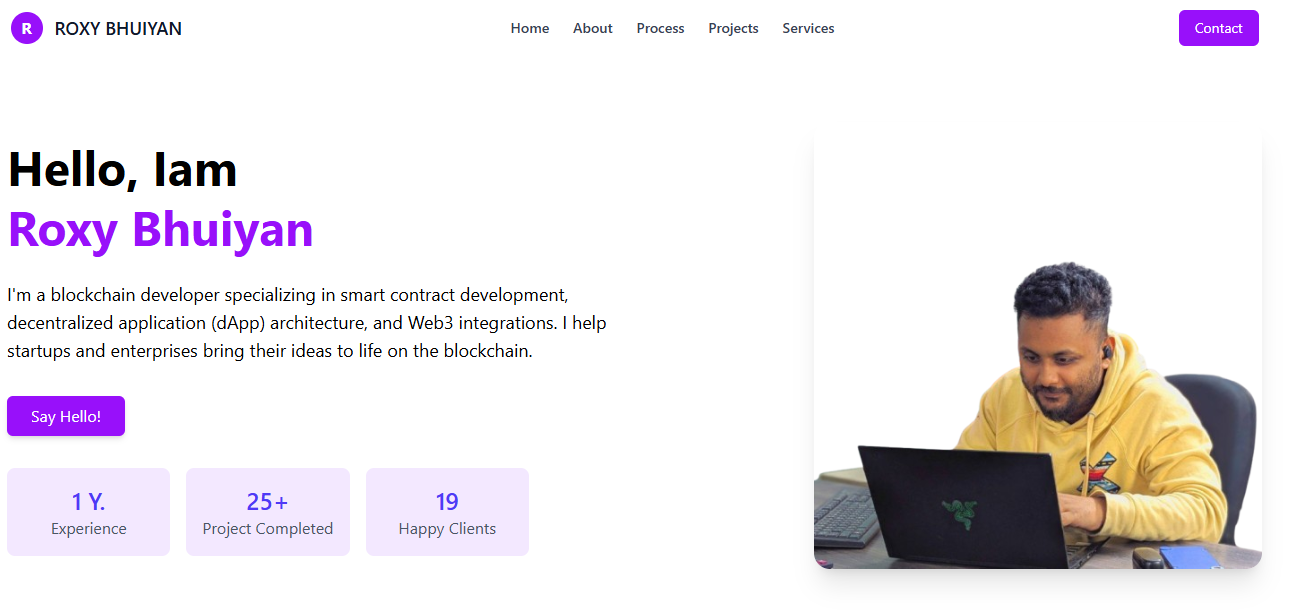 R ROXY BHUIYAN Home About Process Projects Services Contact
Hello, Iam
Roxy Bhuiyan
I'm a blockchain developer specializing in smart contract development,
decentralized application (dApp) architecture, and Web3 integrations. I help
startups and enterprises bring their ideas to life on the blockchain.
Say Hello!
1 Y. 25+ 19
Experience Project Completed Happy Clients